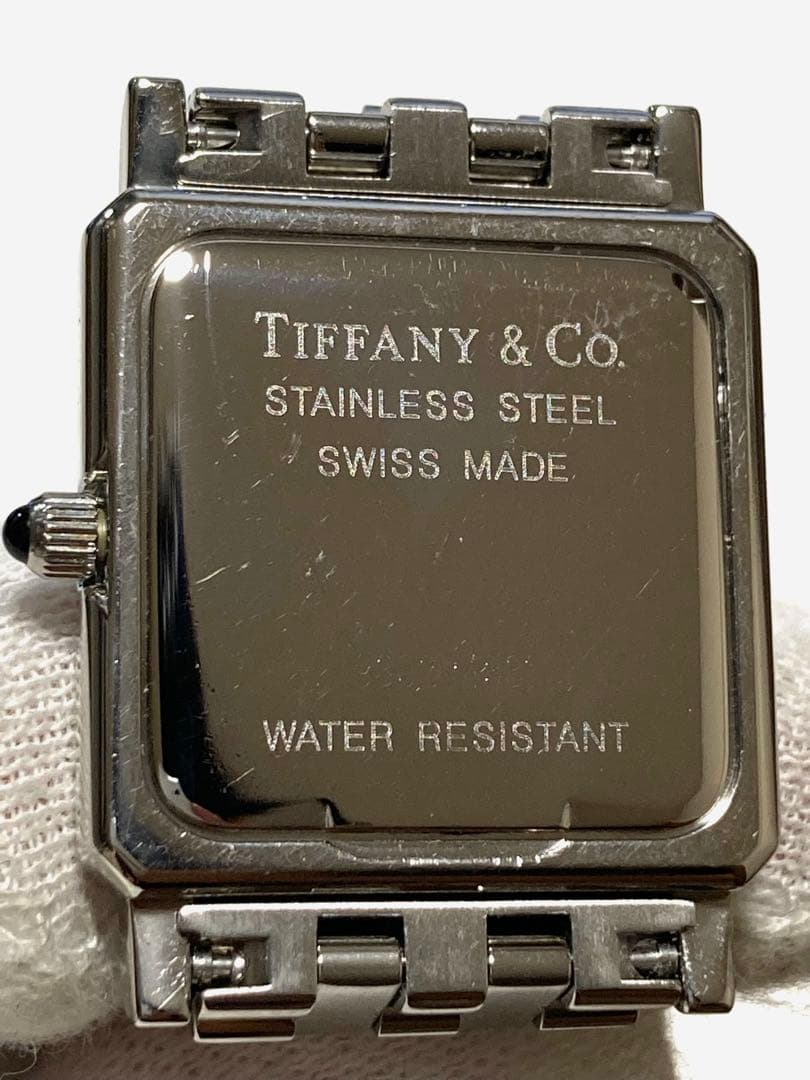 TIFFANY & CO.
STAINLESS STEEL
SWISS MADE
WATER RESISTANT